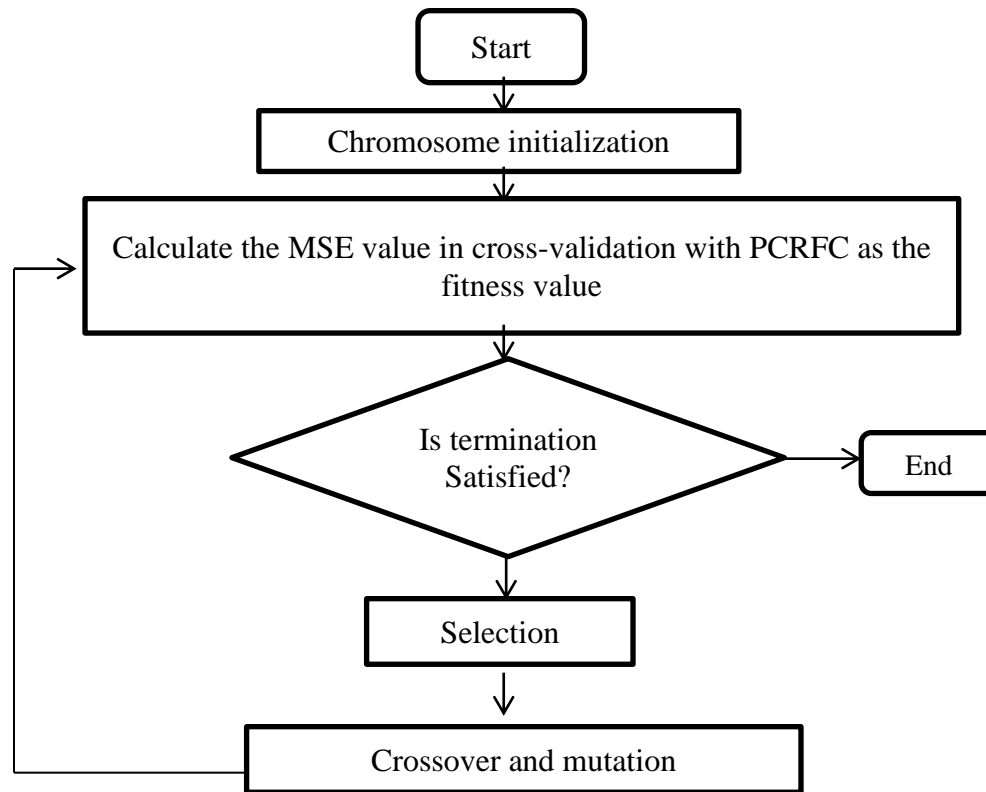 Start
Chromosome initialization
Calculate the MSE value in cross-validation with PCRFC as the
fitness value
Is termination
Satisfied?
End
Selection
Crossover and mutation